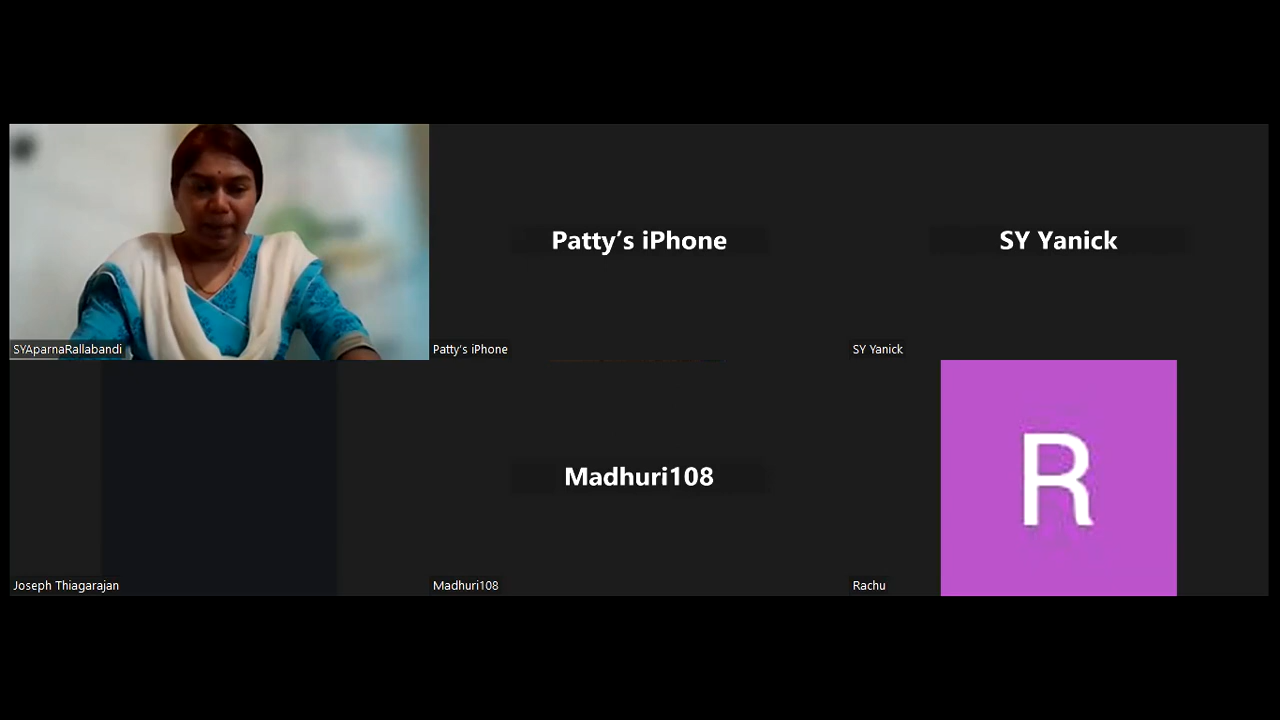 Patty's iPhone
SY Yanick
SYAparnaRallabandi
Patty's iPhone
SY Yanick
Madhuri108
R
Joseph Thiagarajan
Madhuri108
Rachu